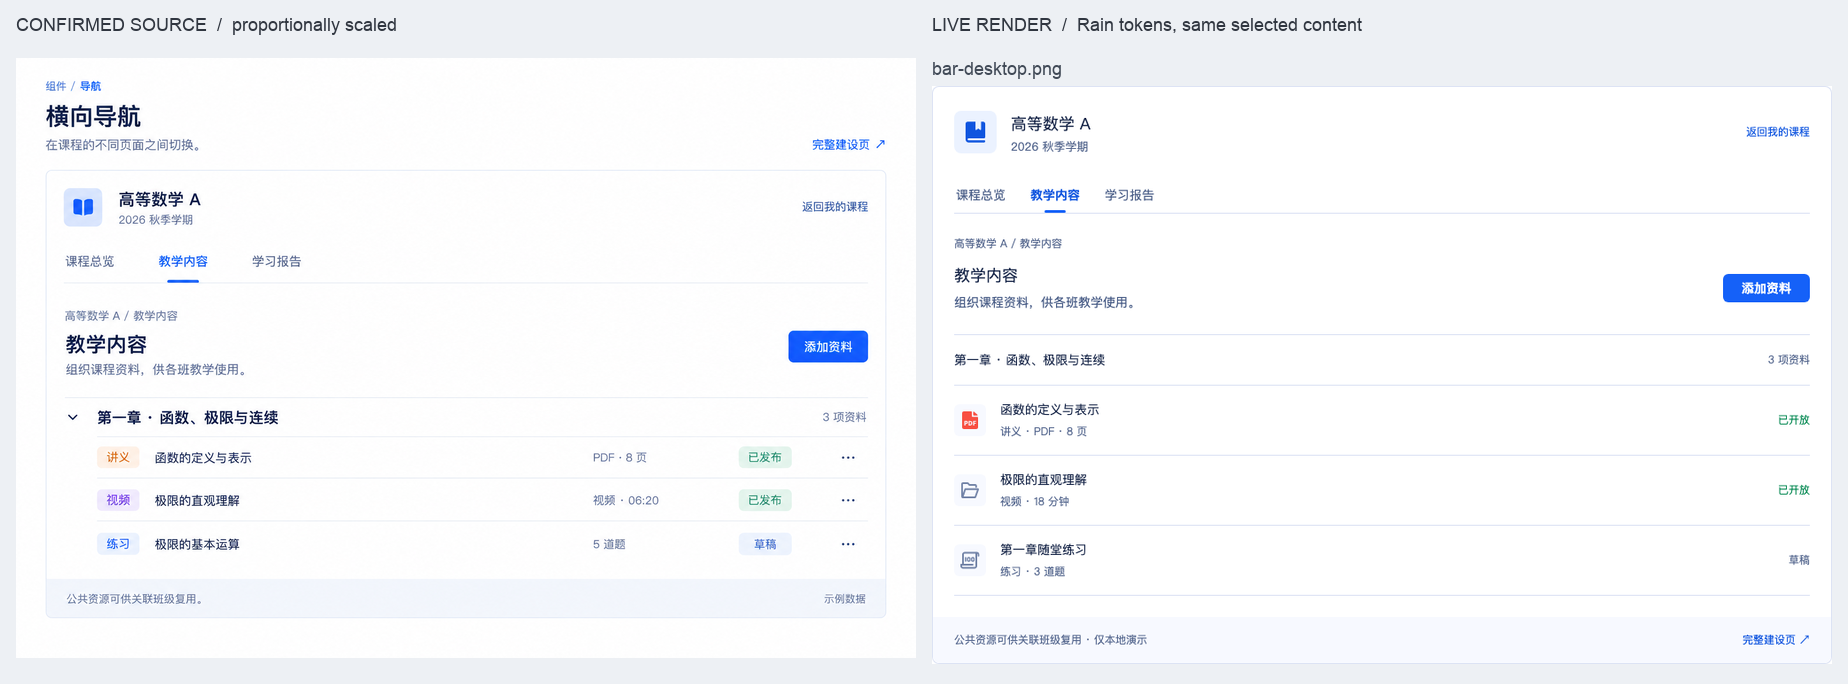 CONFIRMED SOURCE / proportionally scaled
组件 / 导航
横向导航
在课程的不同页面之间切换。
完整建设页 ↗
高等数学 A
2026 秋季学期
返回我的课程
课程总览 教学内容 学习报告
高等数学 A / 教学内容
教学内容
组织课程资料，供各班教学使用。
添加资料
第一章 · 函数、极限与连续 3 项资料
讲义 函数的定义与表示 PDF · 8 页 已发布 ···
视频 极限的直观理解 视频 · 06:20 已发布 ···
练习 极限的基本运算 5 道题 草稿 ···
公共资源可供关联班级复用。 示例数据
LIVE RENDER / Rain tokens, same selected content
bar-desktop.png
高等数学 A
2026 秋季学期
返回我的课程
课程总览 教学内容 学习报告
高等数学 A / 教学内容
教学内容
组织课程资料，供各班教学使用。
添加资料
第一章 · 函数、极限与连续 3 项资料
PDF
函数的定义与表示
讲义 · PDF · 8 页
已开放
极限的直观理解
视频 · 18 分钟
已开放
100
第一章随堂练习
练习 · 3 道题
草稿
公共资源可供关联班级复用 · 仅本地演示 完整建设页 ↗